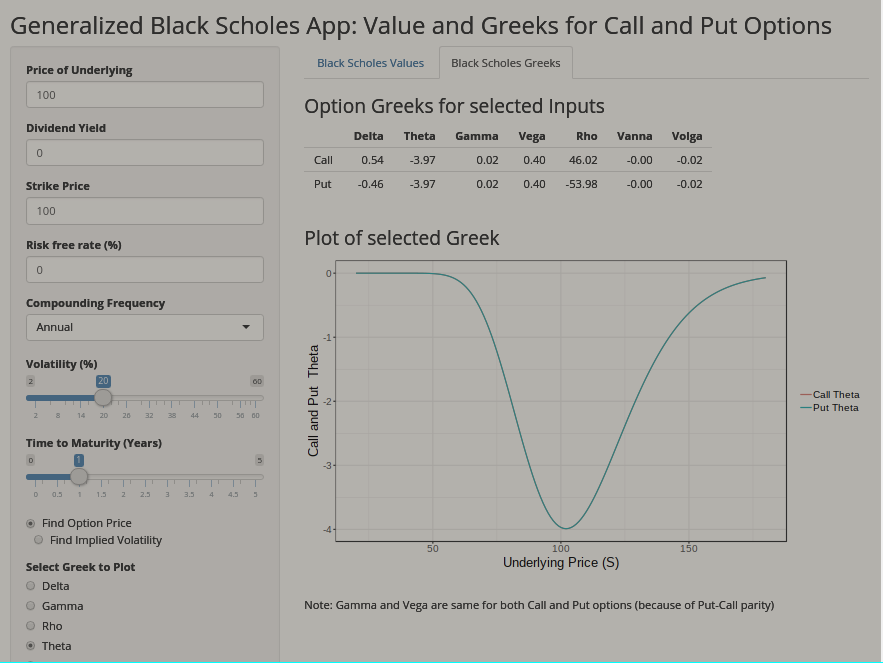 Generalized Black Scholes App: Value and Greeks for Call and Put Options
Price of Underlying
100
Dividend Yield
0
Strike Price
100
Risk free rate (%)
0
Compounding Frequency
Annual
Volatility (%)
2 20 60
2 8 14 20 26 32 38 44 50 56 60
Time to Maturity (Years)
0 1 5
0 0.5 1 1.5 2 2.5 3 3.5 4 4.5 5
Find Option Price
Find Implied Volatility
Select Greek to Plot
Delta
Gamma
Rho
Theta
Black Scholes Values Black Scholes Greeks
Option Greeks for selected Inputs
Delta Theta Gamma Vega Rho Vanna Volga
Call 0.54 -3.97 0.02 0.40 46.02 -0.00 -0.02
Put -0.46 -3.97 0.02 0.40 -53.98 -0.00 -0.02
Plot of selected Greek
Call and Put Theta
0
-1
-2
-3
-4
50 100 150
Underlying Price (S)
Call Theta
Put Theta
Note: Gamma and Vega are same for both Call and Put options (because of Put-Call parity)